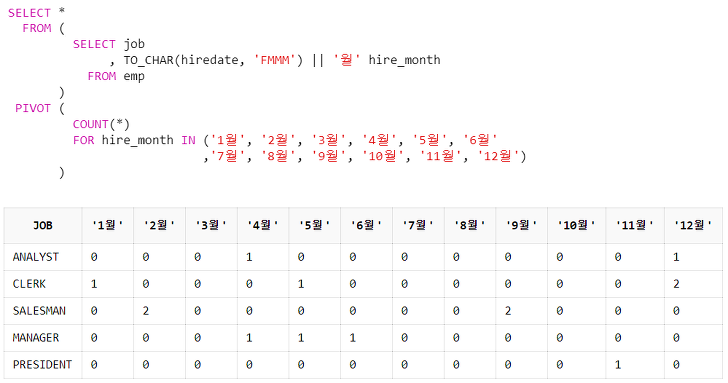 SELECT *
FROM (
SELECT job
, TO_CHAR(hiredate, 'FMMM') || '월' hire_month
FROM emp
)
PIVOT (
COUNT(*)
FOR hire_month IN ('1월', '2월', '3월', '4월', '5월', '6월'
,'7월', '8월', '9월', '10월', '11월', '12월')
)
JOB '1월' '2월' '3월' '4월' '5월' '6월' '7월' '8월' '9월' '10월' '11월' '12월'
ANALYST 0 0 0 1 0 0 0 0 0 0 0 1
CLERK 1 0 0 0 1 0 0 0 0 0 0 2
SALESMAN 0 2 0 0 0 0 0 0 2 0 0 0
MANAGER 0 0 0 1 1 1 0 0 0 0 0 0
PRESIDENT 0 0 0 0 0 0 0 0 0 0 1 0